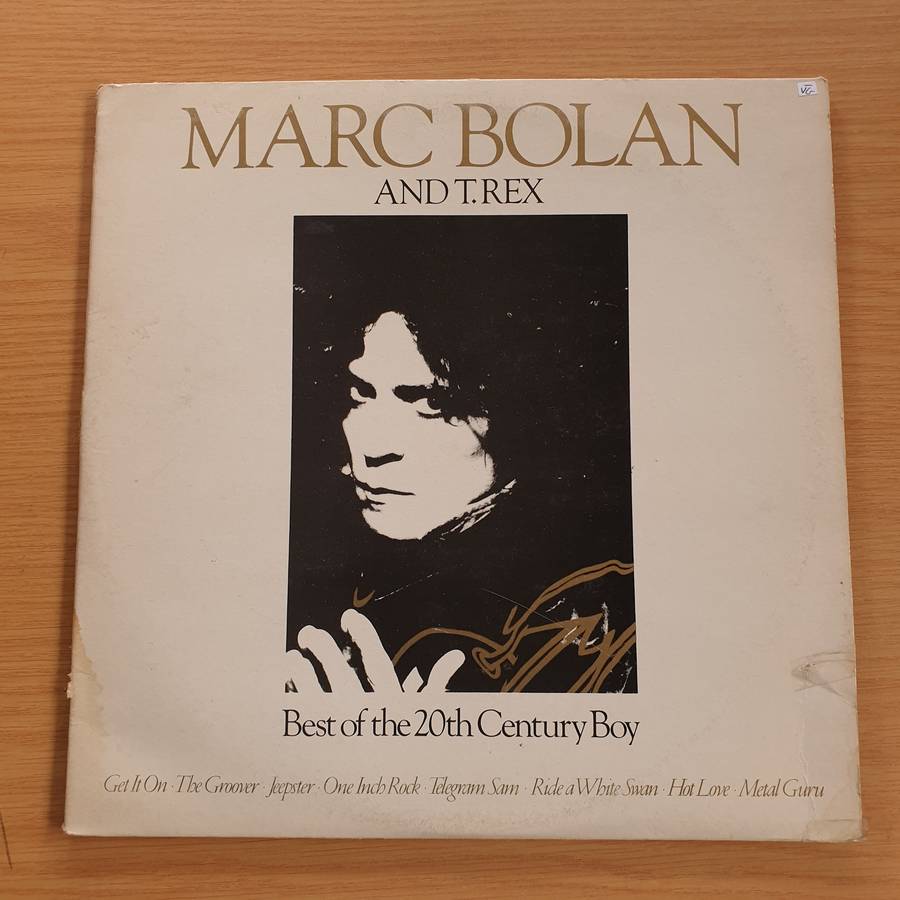 VG-
MARC BOLAN
AND T. REX
Best of the 20th Century Boy
Get It On · The Groover · Jeepster · One Inch Rock · Telegram Sam · Ride a White Swan · Hot Love · Metal Guru